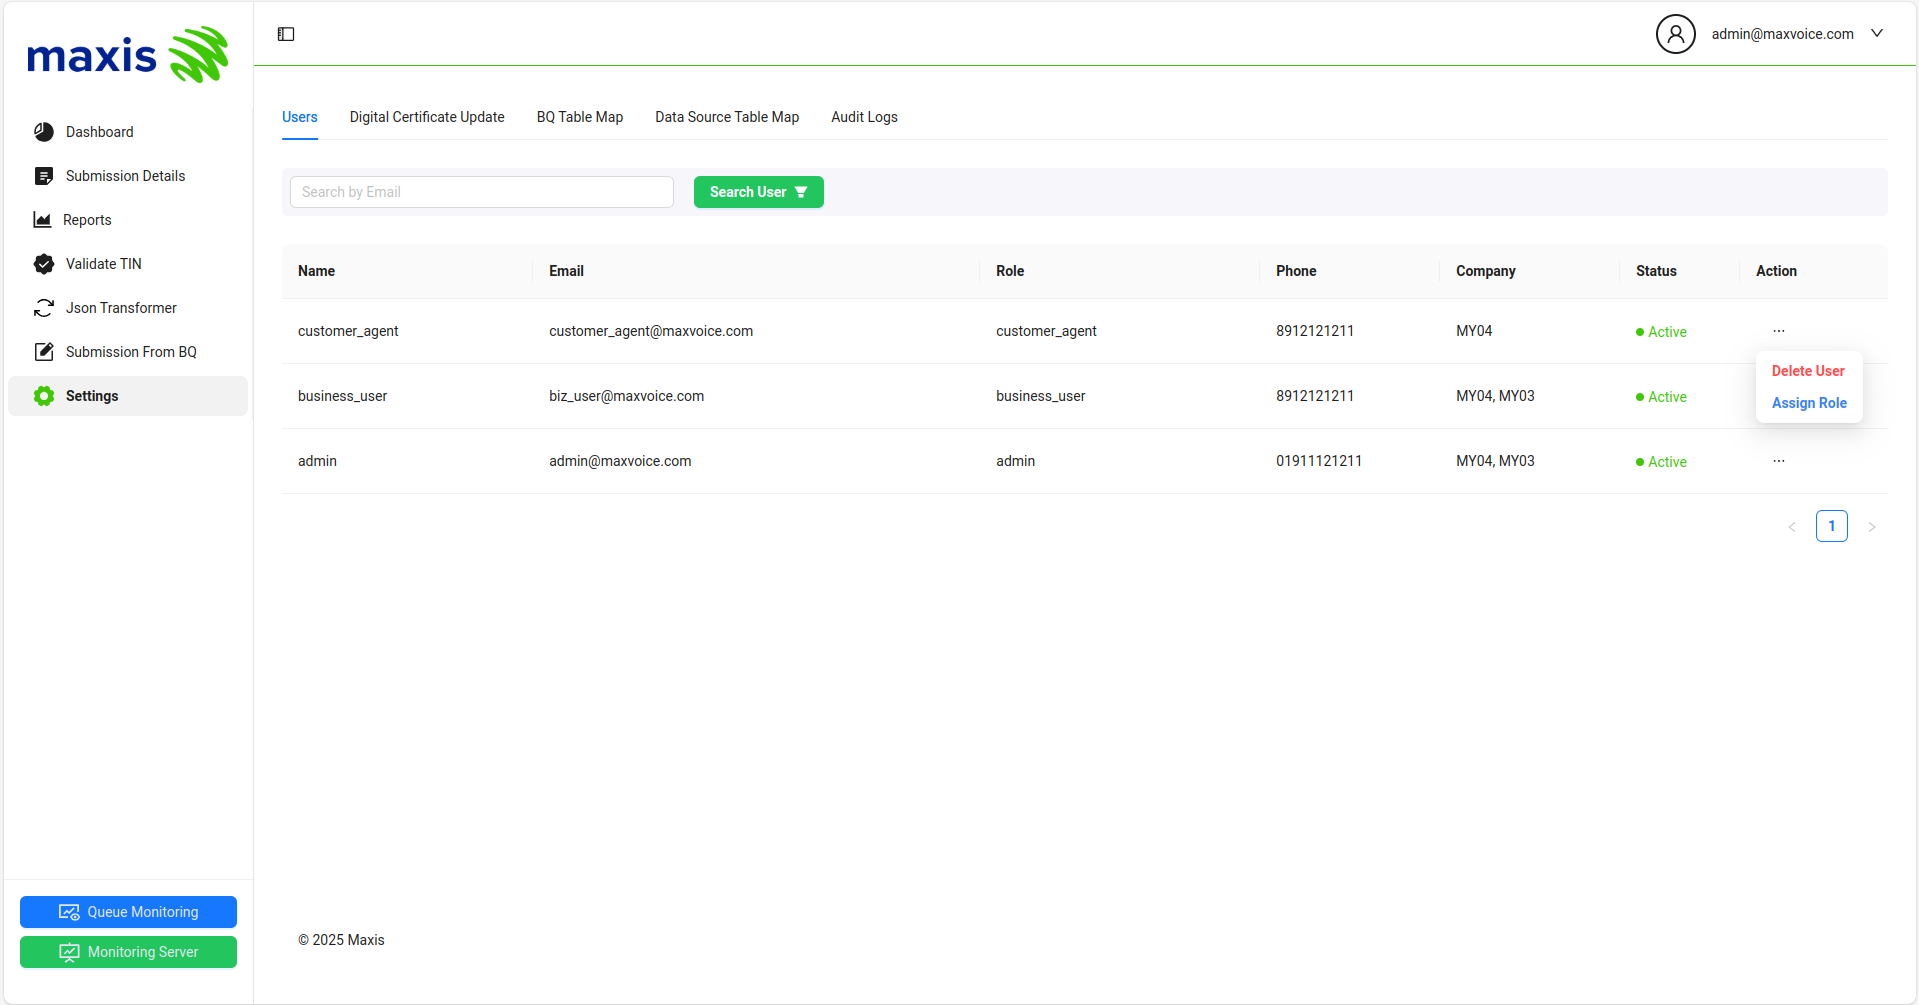 maxis
admin@maxvoice.com
Dashboard
Submission Details
Reports
Validate TIN
Json Transformer
Submission From BQ
Settings
Users Digital Certificate Update BQ Table Map Data Source Table Map Audit Logs
Search by Email Search User
Name Email Role Phone Company Status Action
customer_agent customer_agent@maxvoice.com customer_agent 8912121211 MY04 Active ...
Delete User
business_user biz_user@maxvoice.com business_user 8912121211 MY04, MY03 Active
Assign Role
admin admin@maxvoice.com admin 01911121211 MY04, MY03 Active ...
< 1 >
Queue Monitoring
Monitoring Server
© 2025 Maxis